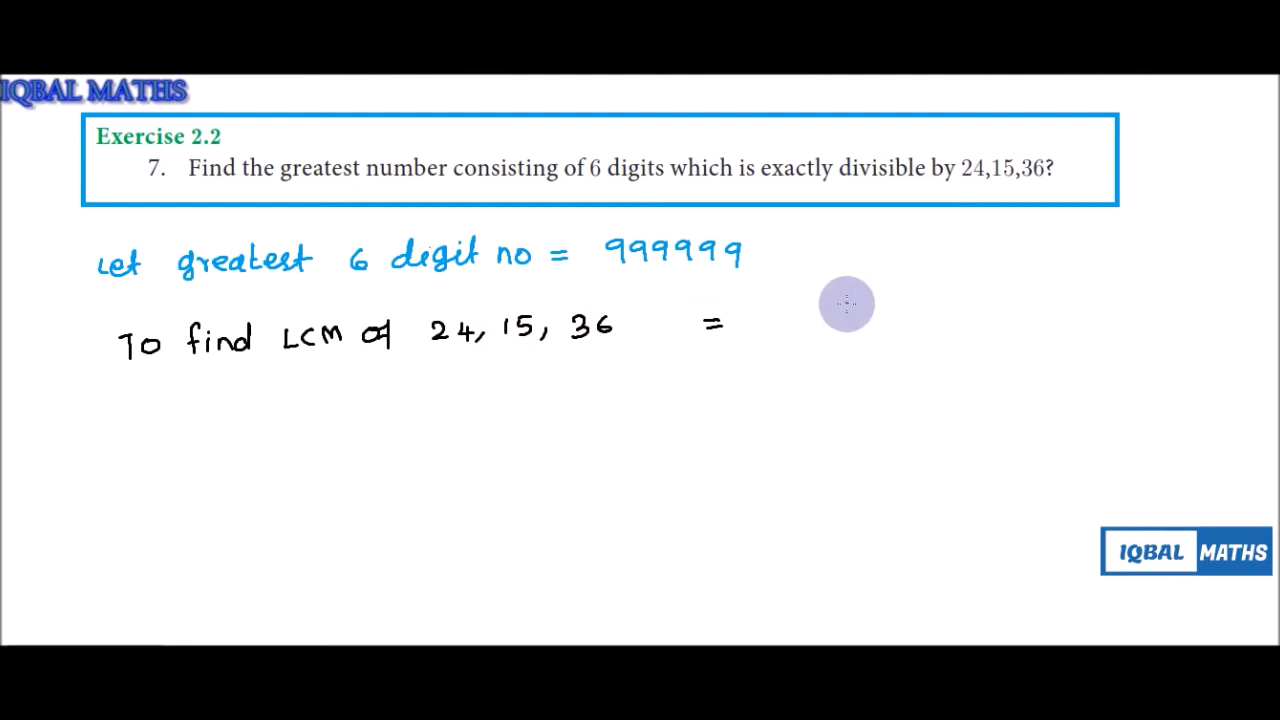 IQBAL MATHS
Exercise 2.2
7. Find the greatest number consisting of 6 digits which is exactly divisible by 24,15,36?
Let greatest 6 digit no = 999999
To find LCM of 24, 15, 36 =
IQBAL MATHS